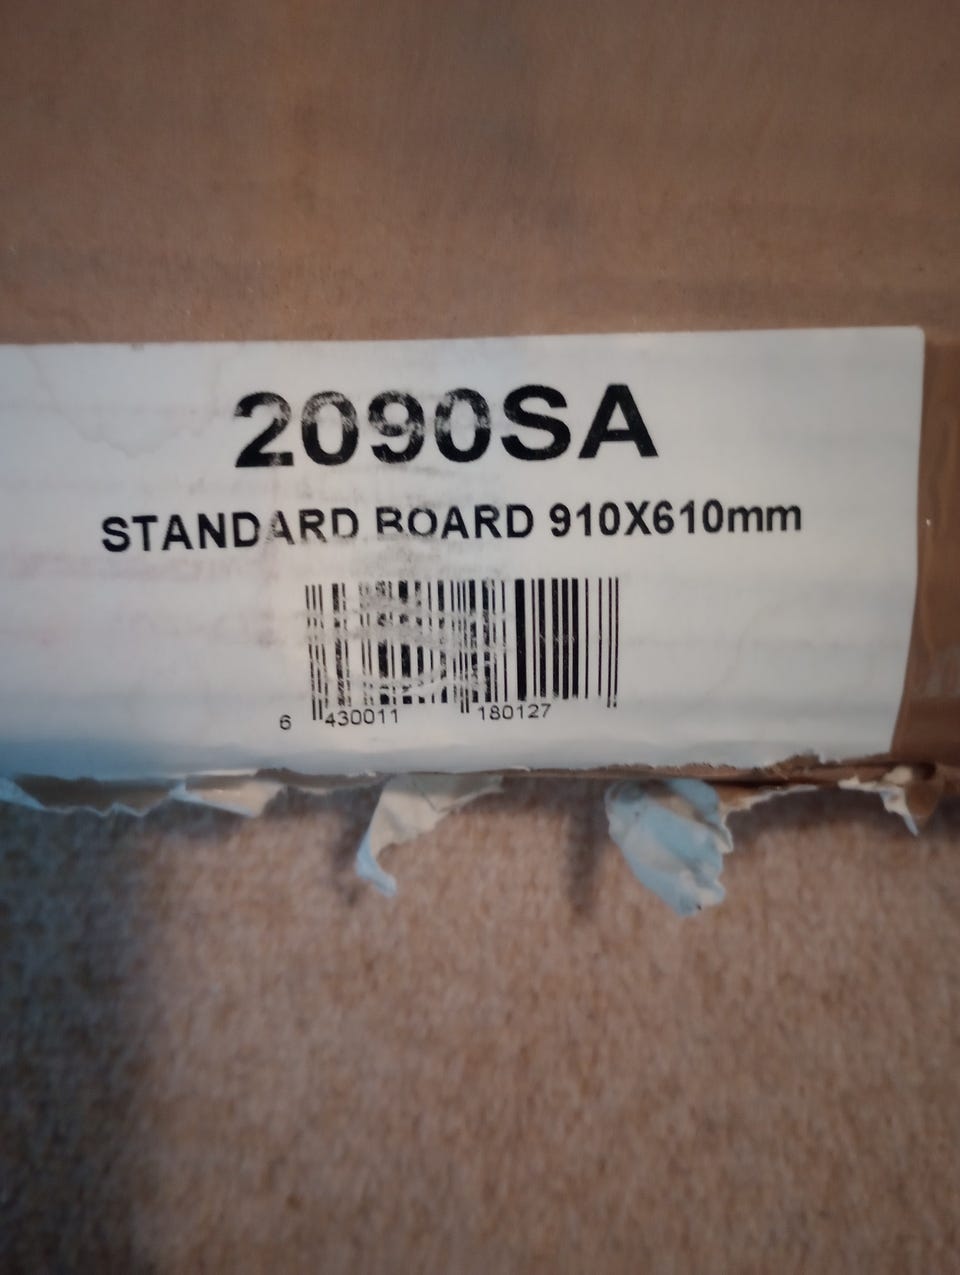 2090SA
STANDARD BOARD 910X610mm
6 430011 180127